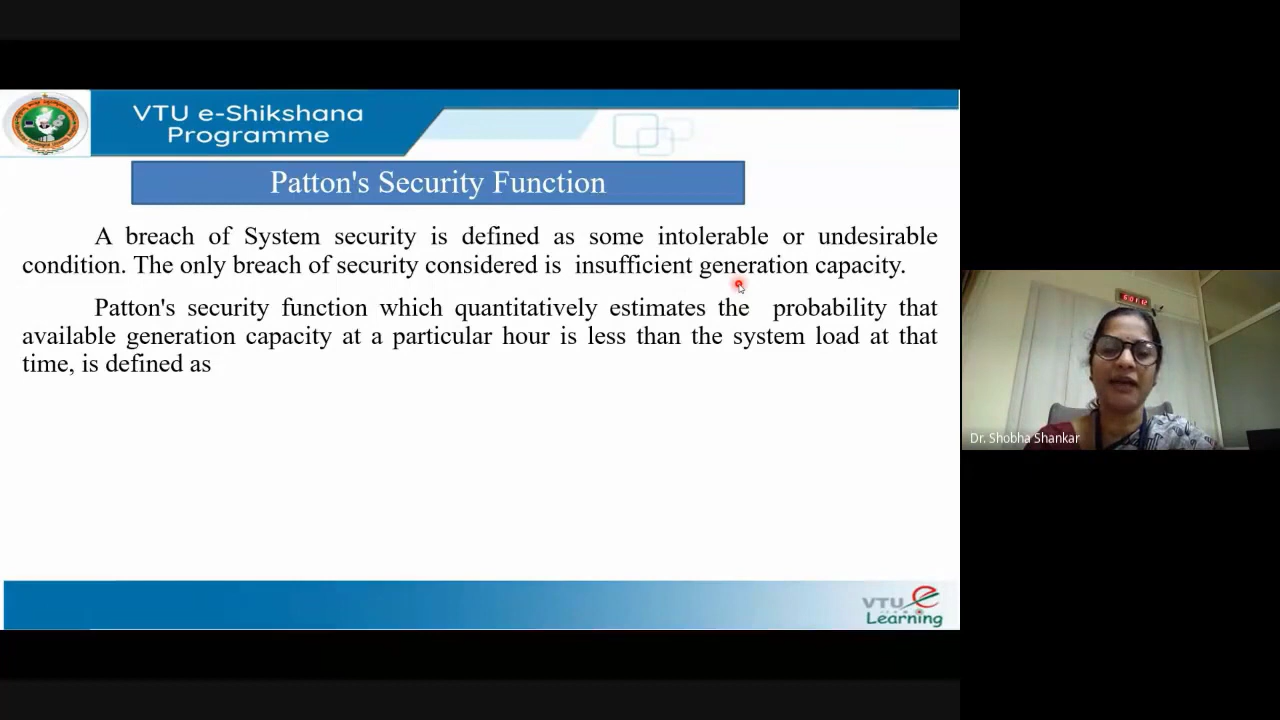 VTU e-Shikshana
Programme
Patton's Security Function
A breach of System security is defined as some intolerable or undesirable
condition. The only breach of security considered is insufficient generation capacity.
Patton's security function which quantitatively estimates the probability that
available generation capacity at a particular hour is less than the system load at that
time, is defined as
Dr. Shobha Shankar
VTU e
Learning